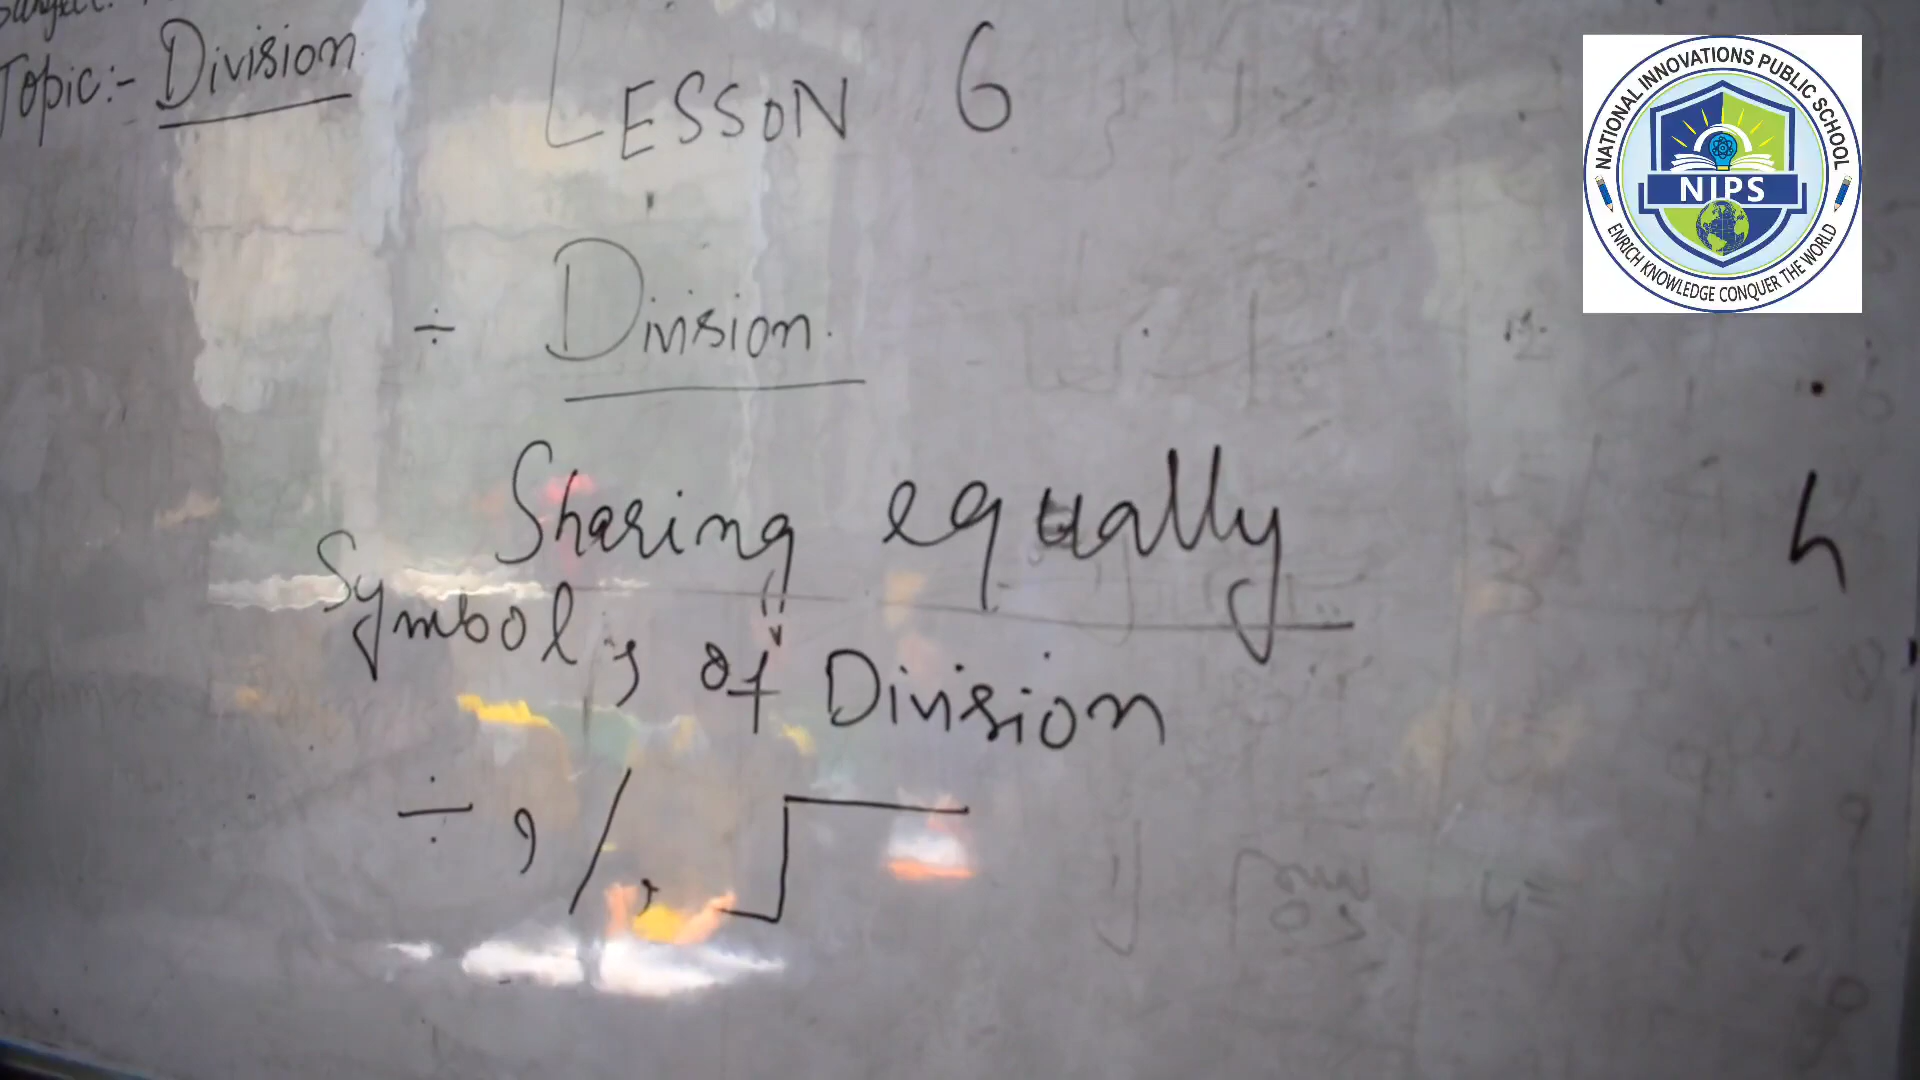 Topic:- Division
LESSON 6
÷ Division.
Sharing equally
Symbols of Division
÷ , / ,
NATIONAL INNOVATIONS PUBLIC SCHOOL
NIPS
ENRICH KNOWLEDGE CONQUER THE WORLD